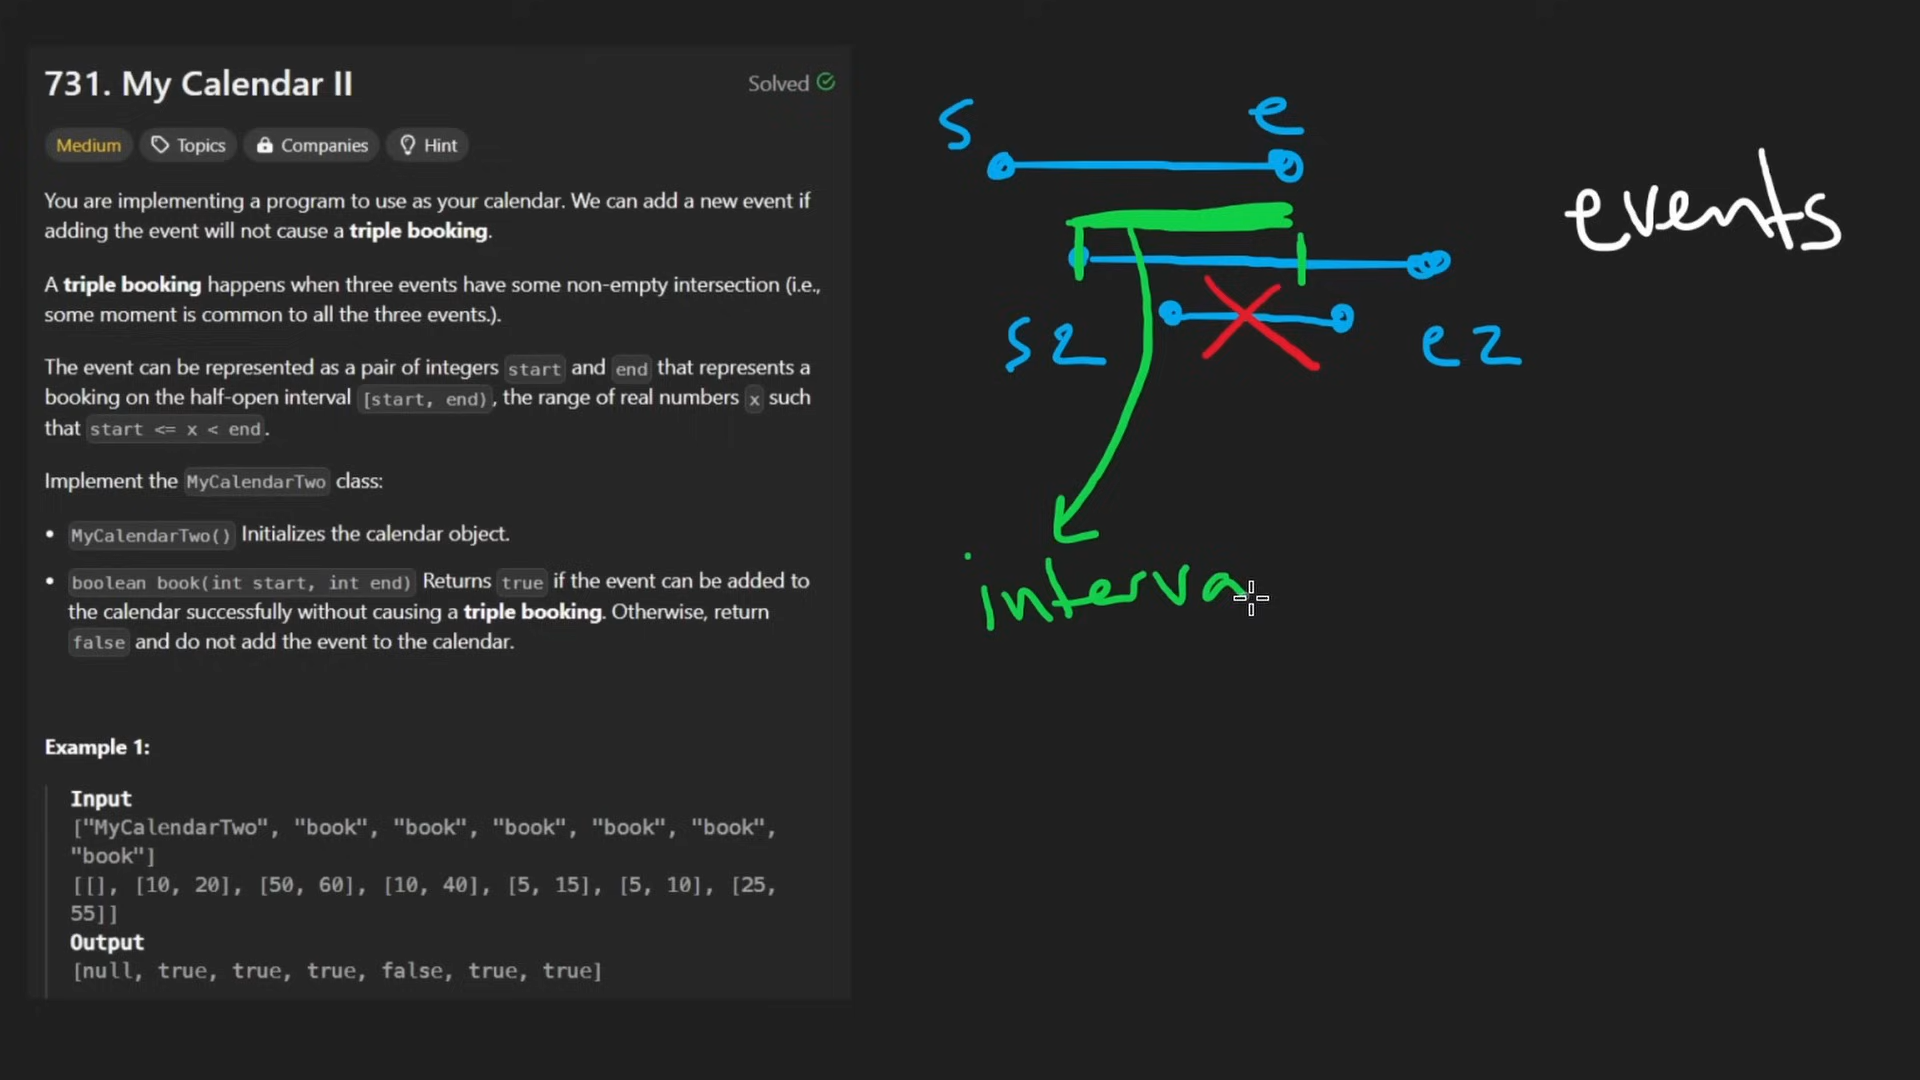 731. My Calendar II
Solved
Medium
Topics
Companies
Hint
You are implementing a program to use as your calendar. We can add a new event if
adding the event will not cause a triple booking.
A triple booking happens when three events have some non-empty intersection (i.e.,
some moment is common to all the three events.).
The event can be represented as a pair of integers start and end that represents a
booking on the half-open interval [start, end), the range of real numbers x such
that start <= x < end.
Implement the MyCalendarTwo class:
• MyCalendarTwo() Initializes the calendar object.
• boolean book(int start, int end) Returns true if the event can be added to
the calendar successfully without causing a triple booking. Otherwise, return
false and do not add the event to the calendar.
Example 1:
Input
["MyCalendarTwo", "book", "book", "book", "book", "book",
"book"]
[[], [10, 20], [50, 60], [10, 40], [5, 15], [5, 10], [25,
55]]
Output
[null, true, true, true, false, true, true]
s e
events
s2 e2
interva